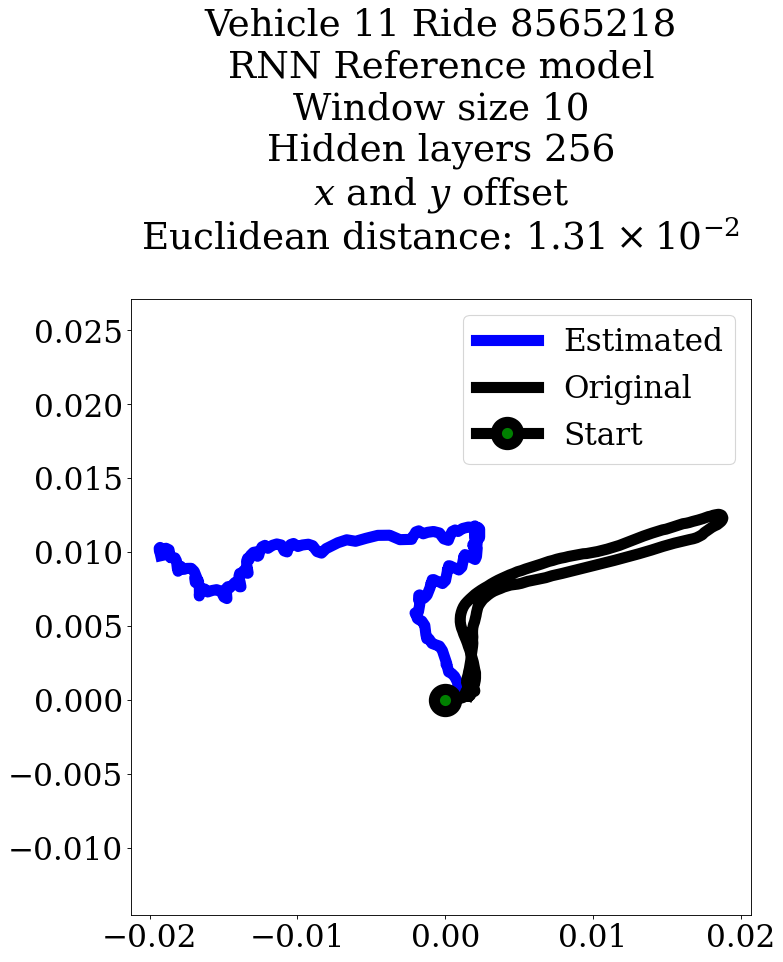 Vehicle 11 Ride 8565218
RNN Reference model
Window size 10
Hidden layers 256
x and y offset
Euclidean distance: 1.31 × 10⁻²
Estimated
Original
Start
0.025
0.020
0.015
0.010
0.005
0.000
−0.005
−0.010
−0.02 −0.01 0.00 0.01 0.02